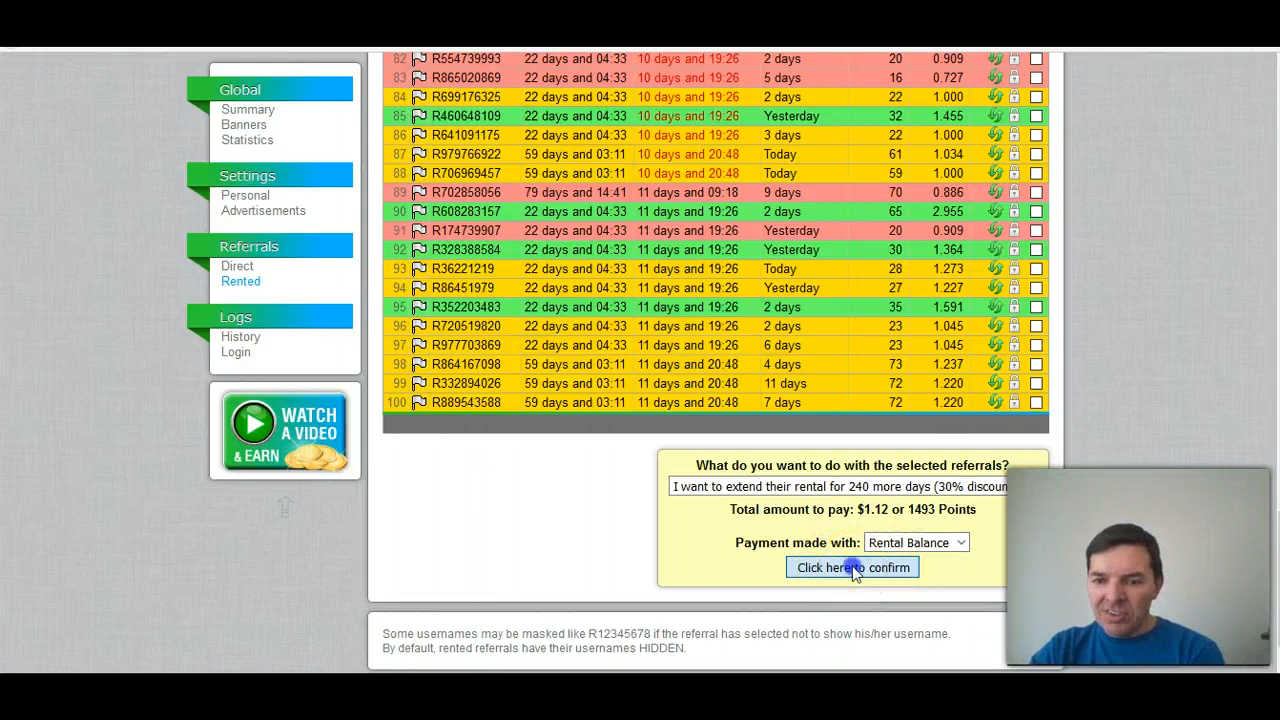 Global
Summary
Banners
Statistics
Settings
Personal
Advertisements
Referrals
Direct
Rented
Logs
History
Login
WATCH
A VIDEO
& EARN
82 R554739993 22 days and 04:33 10 days and 19:26 2 days 20 0.909
83 R865020869 22 days and 04:33 10 days and 19:26 5 days 16 0.727
84 R699176325 22 days and 04:33 10 days and 19:26 2 days 22 1.000
85 R460648109 22 days and 04:33 10 days and 19:26 Yesterday 32 1.455
86 R641091175 22 days and 04:33 10 days and 19:26 3 days 22 1.000
87 R979766922 59 days and 03:11 10 days and 20:48 Today 61 1.034
88 R706969457 59 days and 03:11 10 days and 20:48 Today 59 1.000
89 R702858056 79 days and 14:41 11 days and 09:18 9 days 70 0.886
90 R608283157 22 days and 04:33 11 days and 19:26 2 days 65 2.955
91 R174739907 22 days and 04:33 11 days and 19:26 Yesterday 20 0.909
92 R328388584 22 days and 04:33 11 days and 19:26 Yesterday 30 1.364
93 R36221219 22 days and 04:33 11 days and 19:26 Today 28 1.273
94 R86451979 22 days and 04:33 11 days and 19:26 Yesterday 27 1.227
95 R352203483 22 days and 04:33 11 days and 19:26 2 days 35 1.591
96 R720519820 22 days and 04:33 11 days and 19:26 2 days 23 1.045
97 R977703869 22 days and 04:33 11 days and 19:26 6 days 23 1.045
98 R864167098 59 days and 03:11 11 days and 20:48 4 days 73 1.237
99 R332894026 59 days and 03:11 11 days and 20:48 11 days 72 1.220
100 R889543588 59 days and 03:11 11 days and 20:48 7 days 72 1.220
What do you want to do with the selected referrals?
I want to extend their rental for 240 more days (30% discoun
Total amount to pay: $1.12 or 1493 Points
Payment made with: Rental Balance
Click here to confirm
Some usernames may be masked like R12345678 if the referral has selected not to show his/her username.
By default, rented referrals have their usernames HIDDEN.